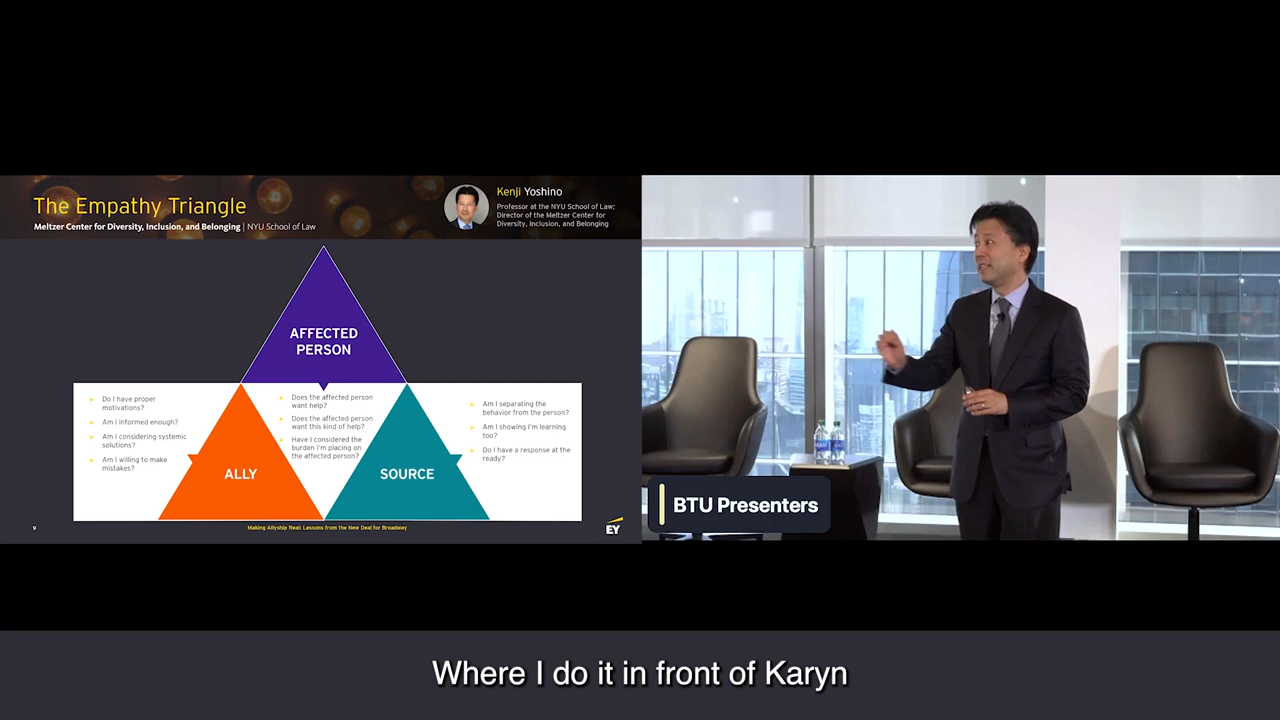 The Empathy Triangle
Meltzer Center for Diversity, Inclusion, and Belonging | NYU School of Law
Kenji Yoshino
Professor at the NYU School of Law;
Director of the Meltzer Center for
Diversity, Inclusion, and Belonging
AFFECTED
PERSON
Do I have proper
motivations?
Am I informed enough?
Am I considering systemic
solutions?
Am I willing to make
mistakes?
ALLY
Does the affected person
want help?
Does the affected person
want this kind of help?
Have I considered the
burden I'm placing on
the affected person?
SOURCE
Am I separating the
behavior from the person?
Am I showing I'm learning
too?
Do I have a response at the
ready?
9
Making Allyship Real: Lessons from the New Deal for Broadway
EY
BTU Presenters
Where I do it in front of Karyn